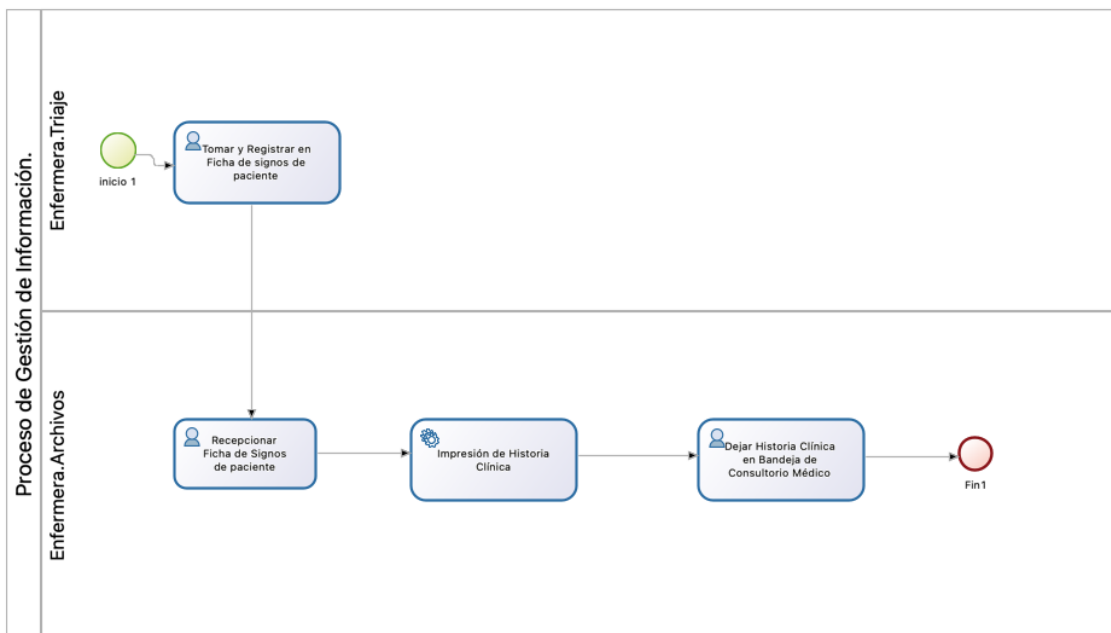 Proceso de Gestión de Información.
Enfermera.Triaje
inicio 1
Tomar y Registrar en
Ficha de signos de
paciente
Enfermera.Archivos
Recepcionar
Ficha de Signos
de paciente
Impresión de Historia
Clínica
Dejar Historia Clínica
en Bandeja de
Consultorio Médico
Fin1